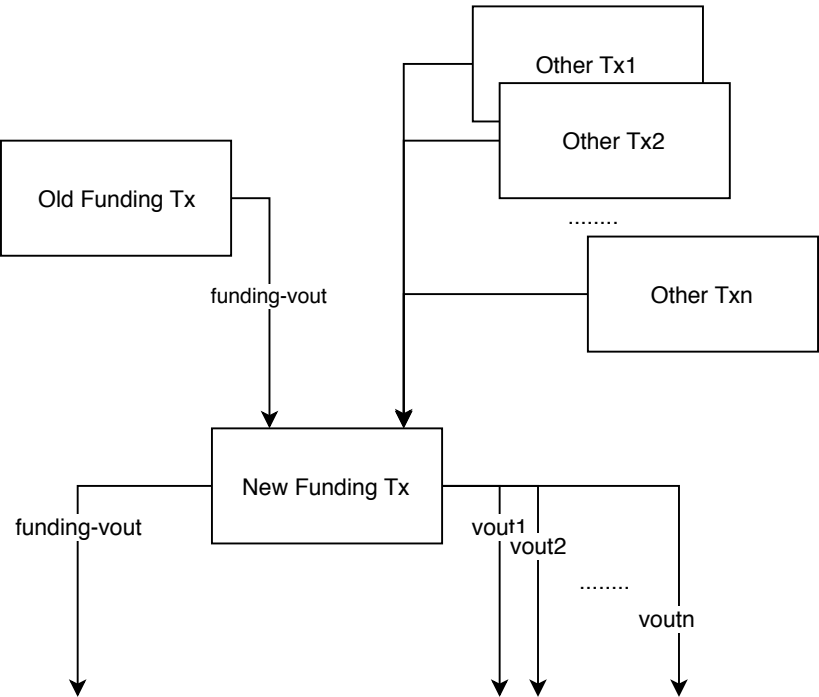 Other Tx1
Other Tx2
Old Funding Tx
........
Other Txn
funding-vout
New Funding Tx
funding-vout
vout1
vout2
........
voutn